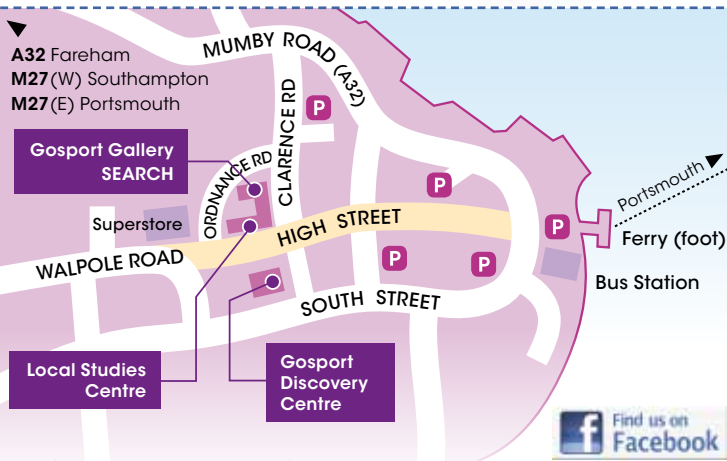 A32 Fareham
M27 (W) Southampton
M27 (E) Portsmouth
MUMBY ROAD (A32)
CLARENCE RD
P
Gosport Gallery
SEARCH
ORDNANCE RD
P
Portsmouth
Superstore
HIGH STREET
P
Ferry (foot)
WALPOLE ROAD
P
P
Bus Station
SOUTH STREET
Local Studies
Centre
Gosport
Discovery
Centre
f
Find us on
Facebook